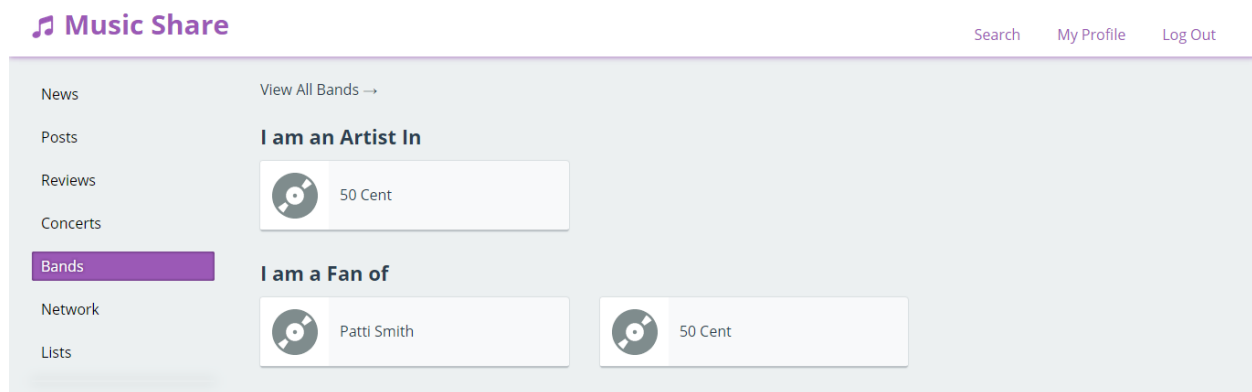 Music Share
Search My Profile Log Out
News
Posts
Reviews
Concerts
Bands
Network
Lists
View All Bands →
I am an Artist In
50 Cent
I am a Fan of
Patti Smith
50 Cent